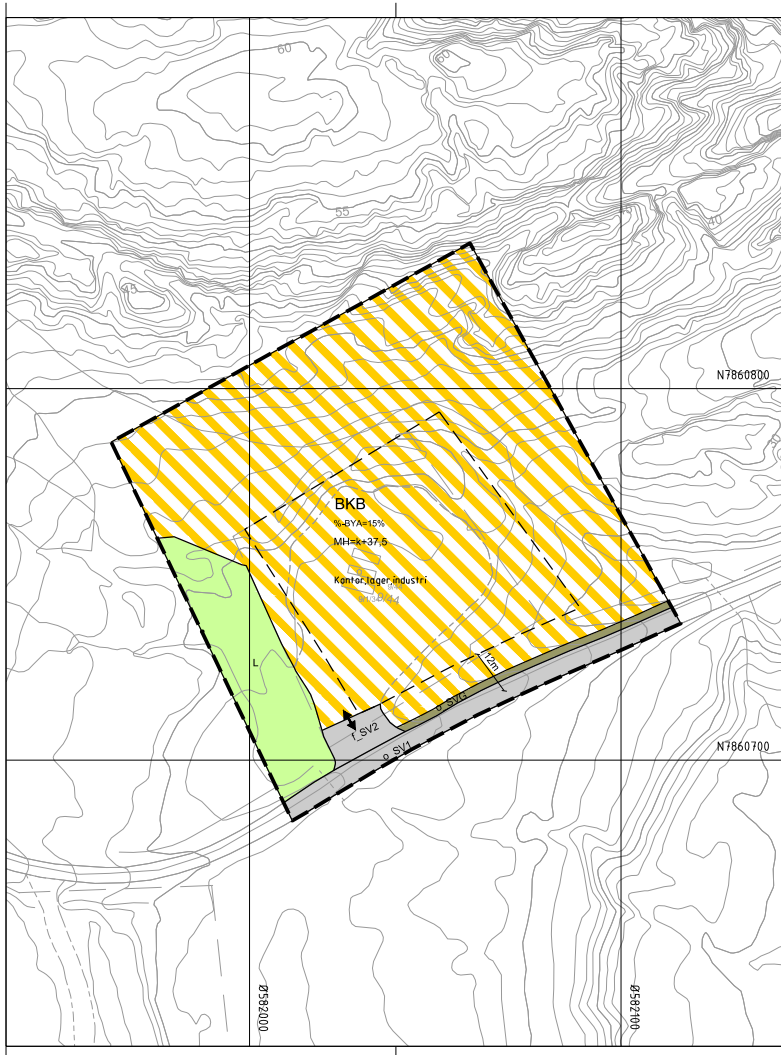 60
55
45
40
N7860800
BKB
%-BYA=15%
MH=k+37,5
Kontor,lager,industri
L
12m
o_SVG
f_SV2
o_SV1
N7860700
Ø582000
Ø582100